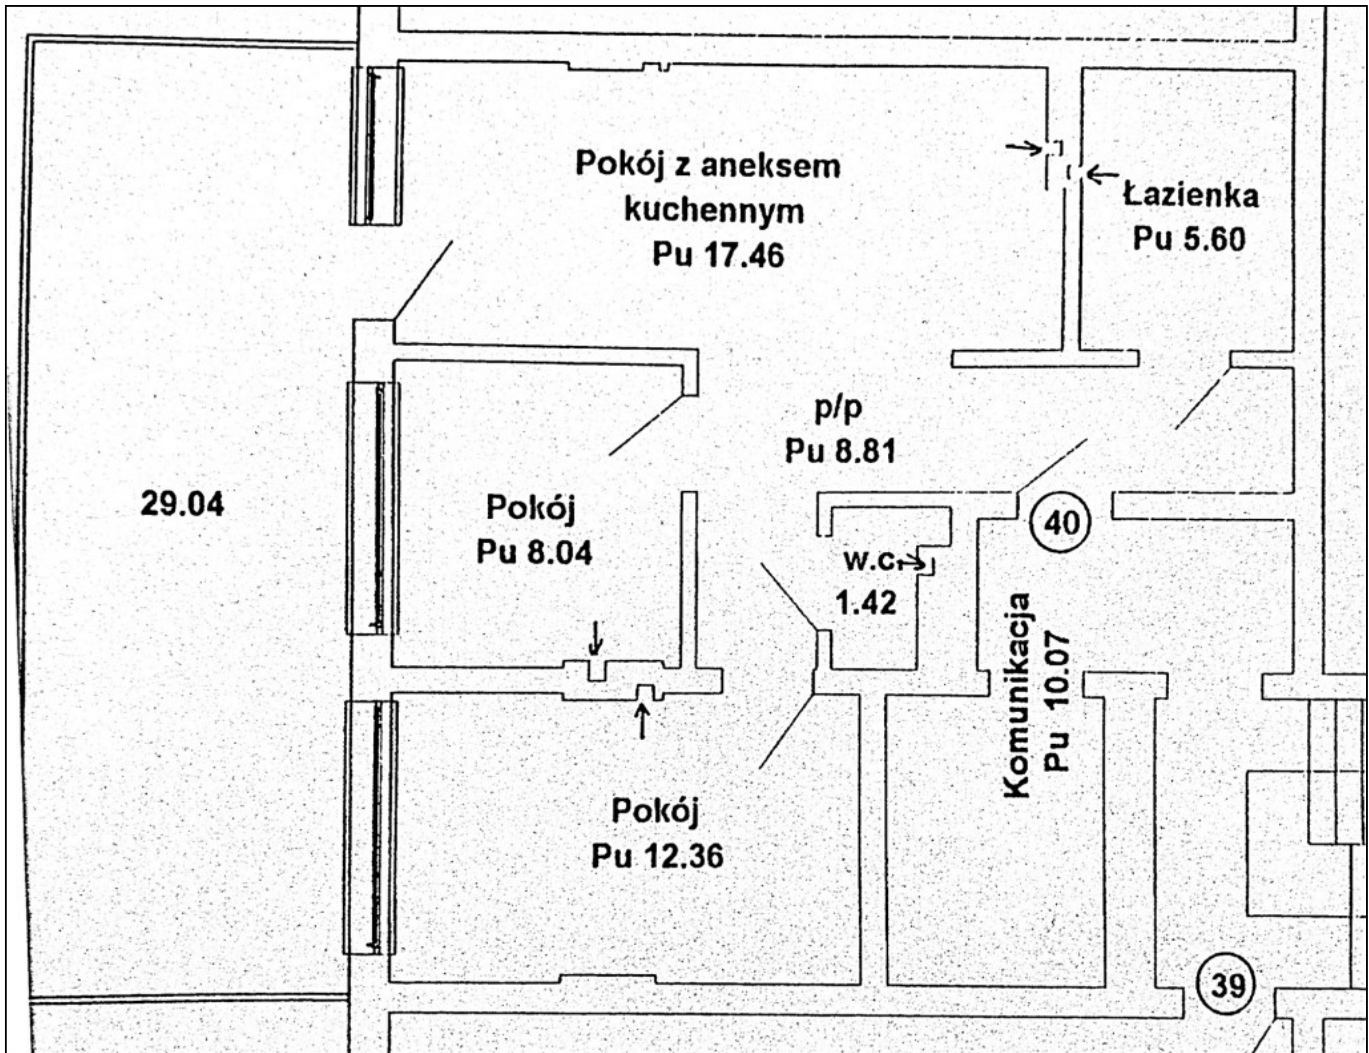 Pokój z aneksem
kuchennym
Pu 17.46
Łazienka
Pu 5.60
p/p
Pu 8.81
29.04
Pokój
Pu 8.04
40
w.c.
1.42
Komunikacja
Pu 10.07
Pokój
Pu 12.36
39